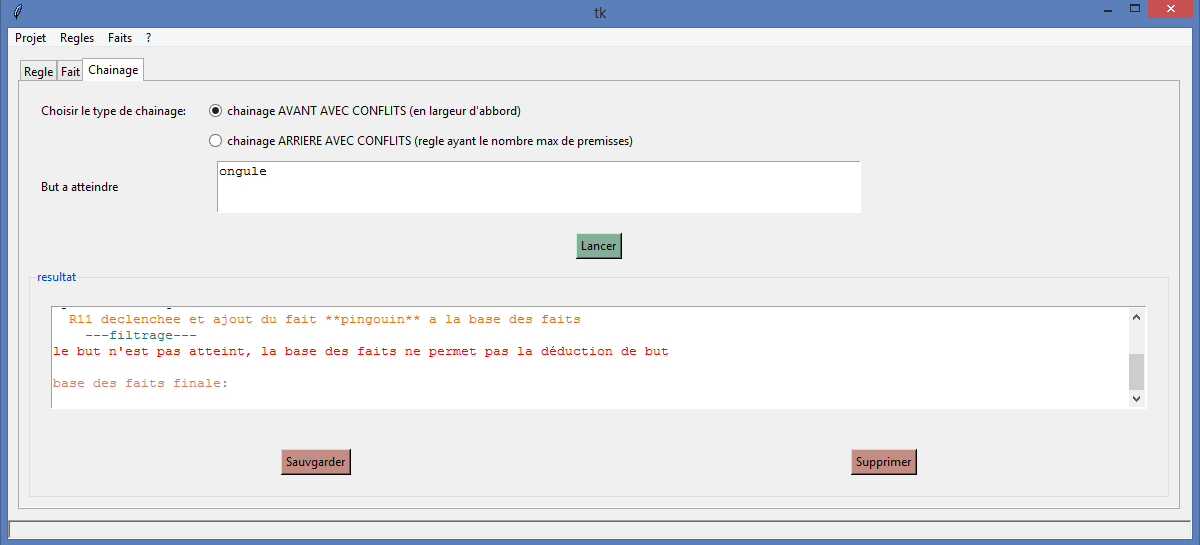 tk
Projet Regles Faits ?
Regle Fait Chainage
Choisir le type de chainage: chainage AVANT AVEC CONFLITS (en largeur d'abbord)
chainage ARRIERE AVEC CONFLITS (regle ayant le nombre max de premisses)
But a atteindre ongule
Lancer
resultat
R11 declenchee et ajout du fait **pingouin** a la base des faits
---filtrage---
le but n'est pas atteint, la base des faits ne permet pas la déduction de but
base des faits finale:
Sauvgarder Supprimer